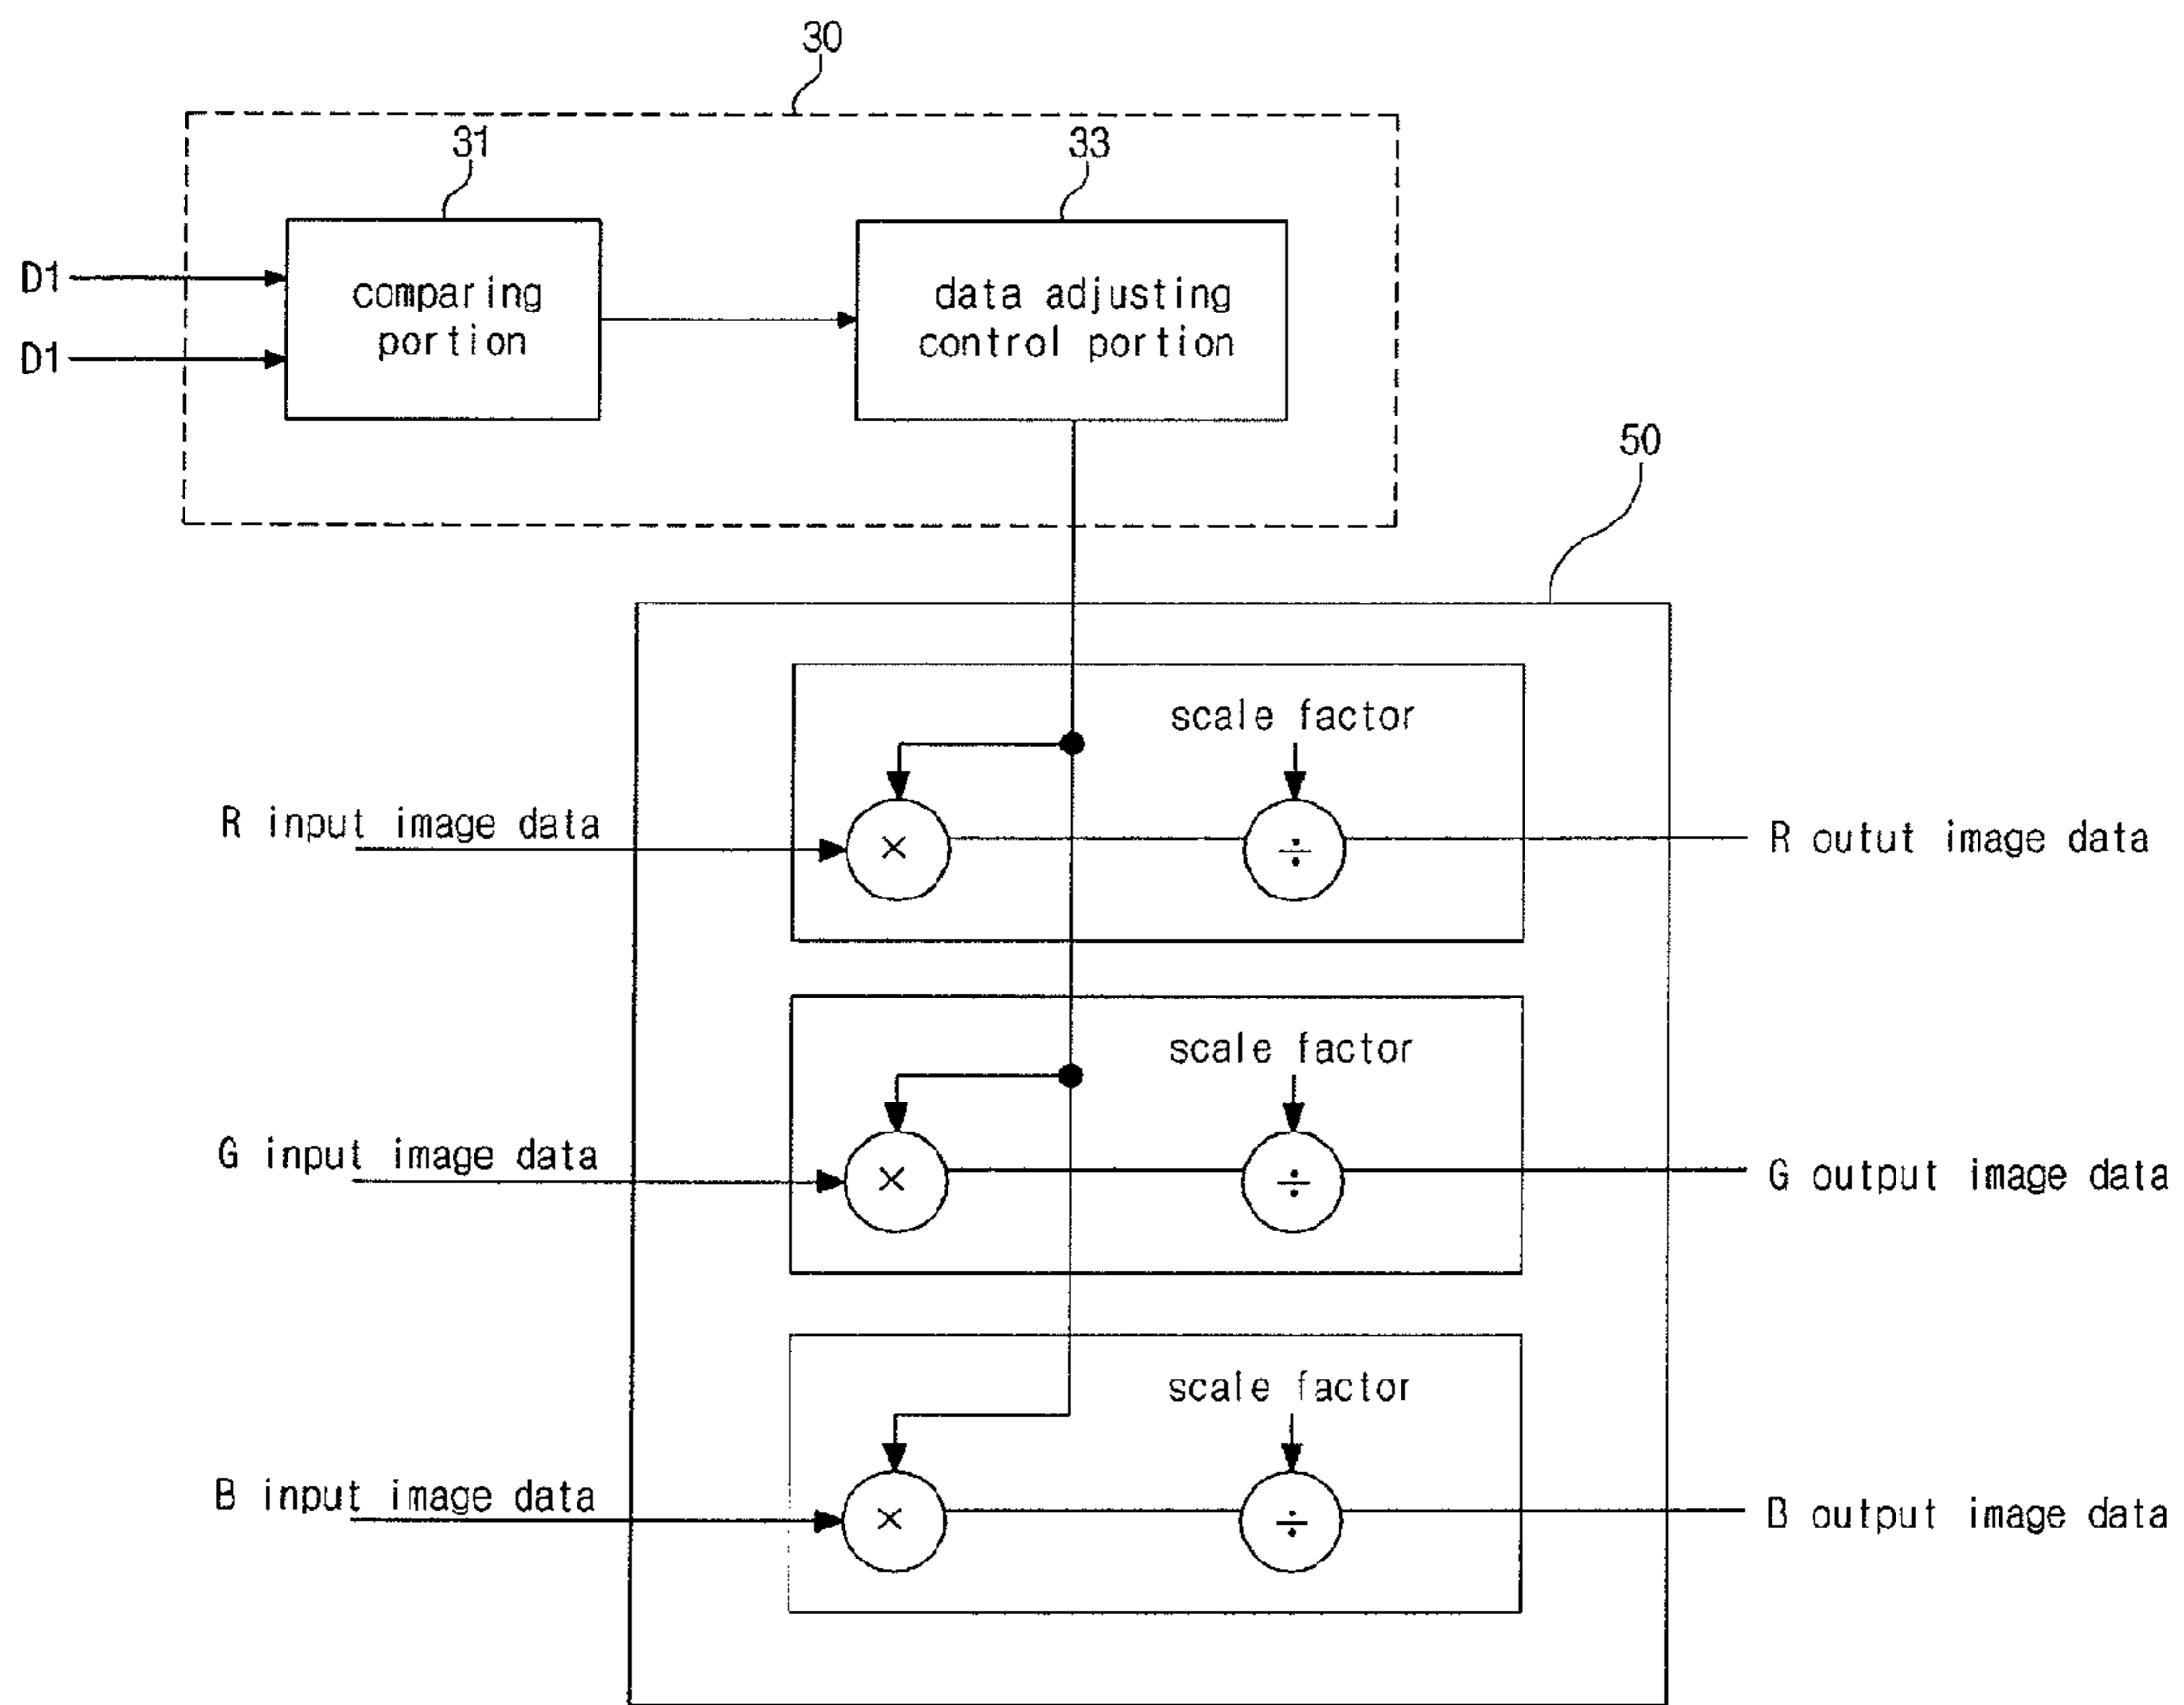 30
31
33
D1
D1
comparing
portion
data adjusting
control portion
50
scale factor
×
÷
R input image data
R outut image data
scale factor
×
÷
G input image data
G output image data
scale factor
×
÷
B input image data
B output image data